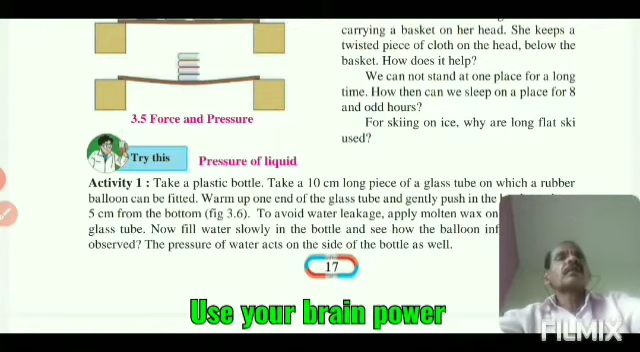 carrying a basket on her head. She keeps a
twisted piece of cloth on the head, below the
basket. How does it help?
We can not stand at one place for a long
time. How then can we sleep on a place for 8
and odd hours?
For skiing on ice, why are long flat ski
used?
3.5 Force and Pressure
Try this
Pressure of liquid
Activity 1 : Take a plastic bottle. Take a 10 cm long piece of a glass tube on which a rubber
balloon can be fitted. Warm up one end of the glass tube and gently push in the
5 cm from the bottom (fig 3.6). To avoid water leakage, apply molten wax on
glass tube. Now fill water slowly in the bottle and see how the balloon
observed? The pressure of water acts on the side of the bottle as well.
17
Use your brain power
FILMIX